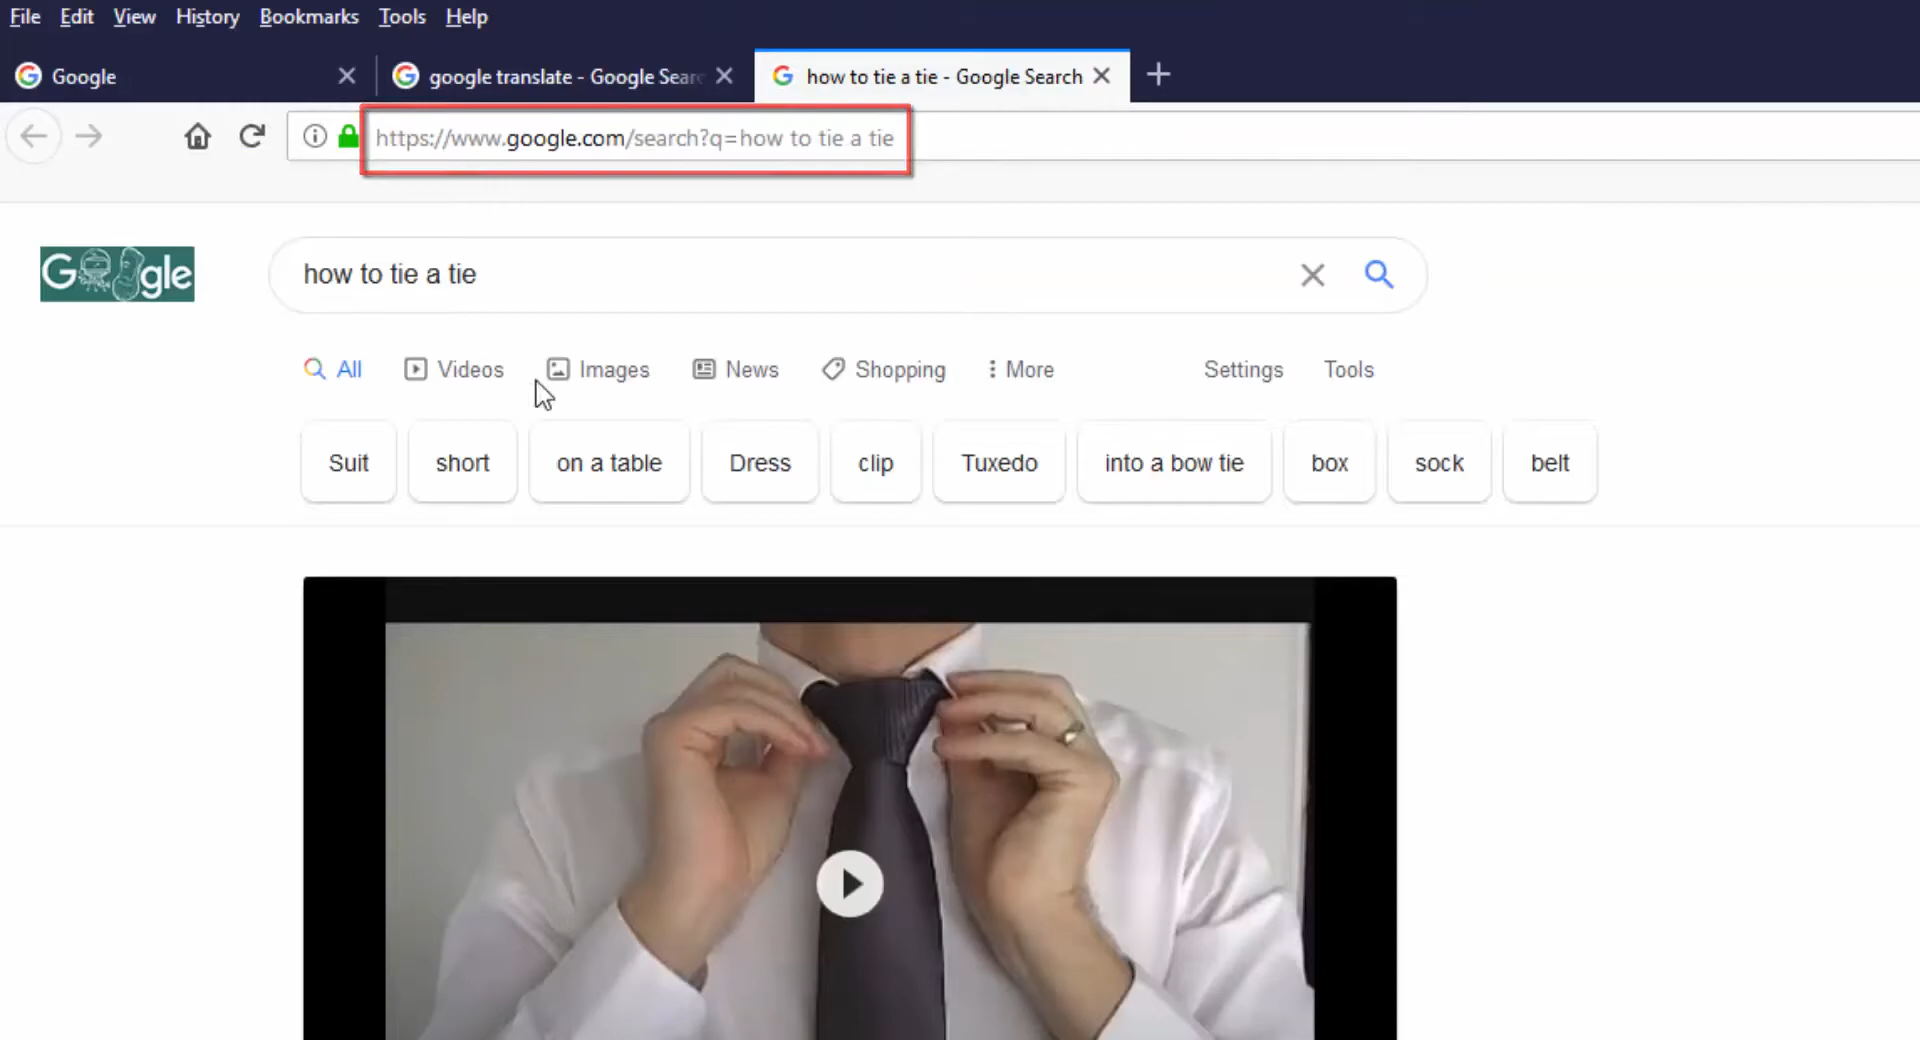 File Edit View History Bookmarks Tools Help
Google google translate - Google Sear how to tie a tie - Google Search
https://www.google.com/search?q=how to tie a tie
Google how to tie a tie
All Videos Images News Shopping More Settings Tools
Suit short on a table Dress clip Tuxedo into a bow tie box sock belt